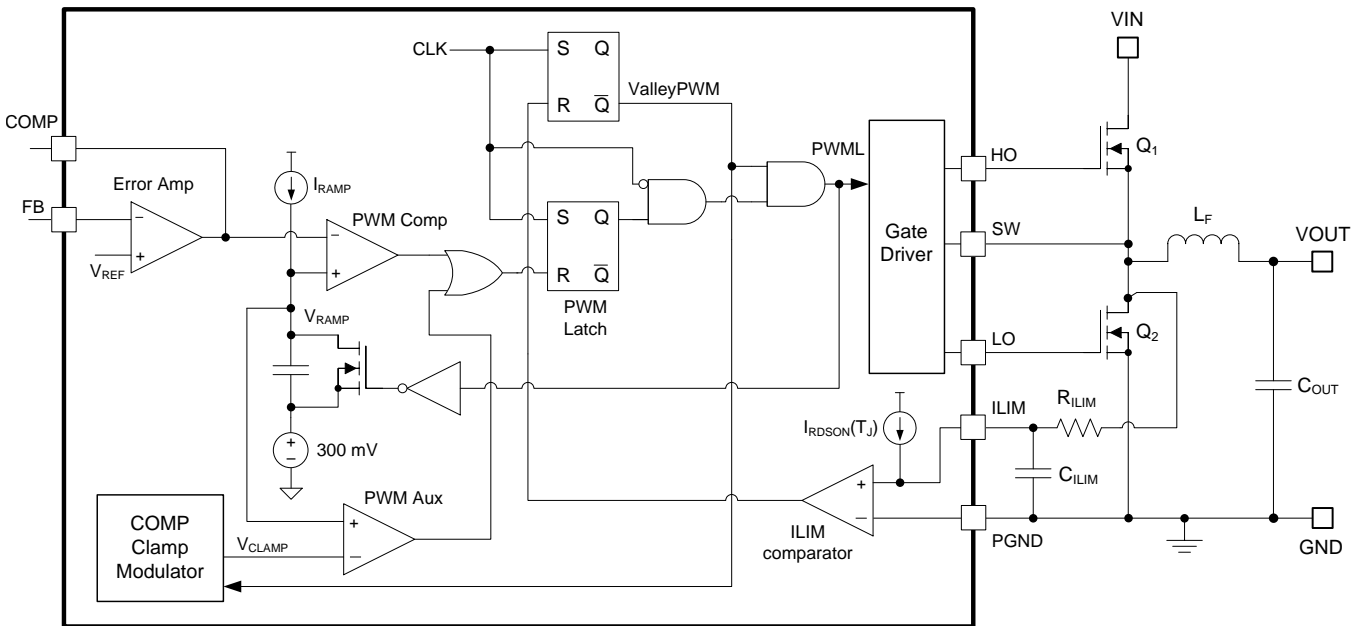 VIN
CLK
S Q
R Q̅
ValleyPWM
COMP
FB
Error Amp
−
+
VREF
IRAMP
PWM Comp
−
+
VRAMP
S Q
R Q̅
PWM
Latch
PWML
Gate
Driver
HO
SW
LO
ILIM
PGND
Q1
Q2
LF
VOUT
COUT
RILIM
CILIM
GND
+
−
300 mV
IRDSON(TJ)
+
−
ILIM
comparator
PWM Aux
+
−
VCLAMP
COMP
Clamp
Modulator